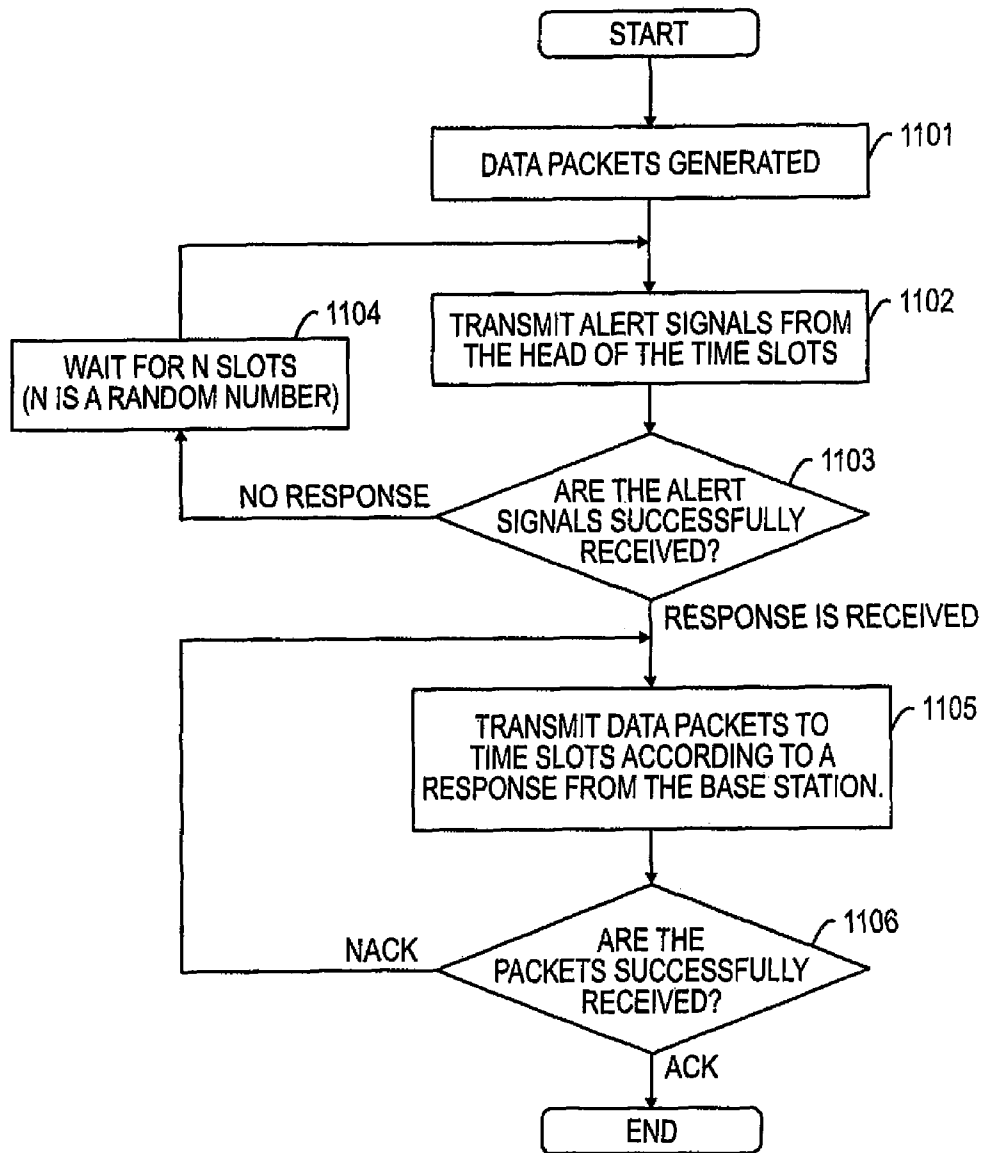 START
1101
DATA PACKETS GENERATED
1102
TRANSMIT ALERT SIGNALS FROM
THE HEAD OF THE TIME SLOTS
1104
WAIT FOR N SLOTS
(N IS A RANDOM NUMBER)
1103
NO RESPONSE
ARE THE ALERT
SIGNALS SUCCESSFULLY
RECEIVED?
RESPONSE IS RECEIVED
1105
TRANSMIT DATA PACKETS TO
TIME SLOTS ACCORDING TO A
RESPONSE FROM THE BASE STATION.
1106
NACK
ARE THE
PACKETS SUCCESSFULLY
RECEIVED?
ACK
END